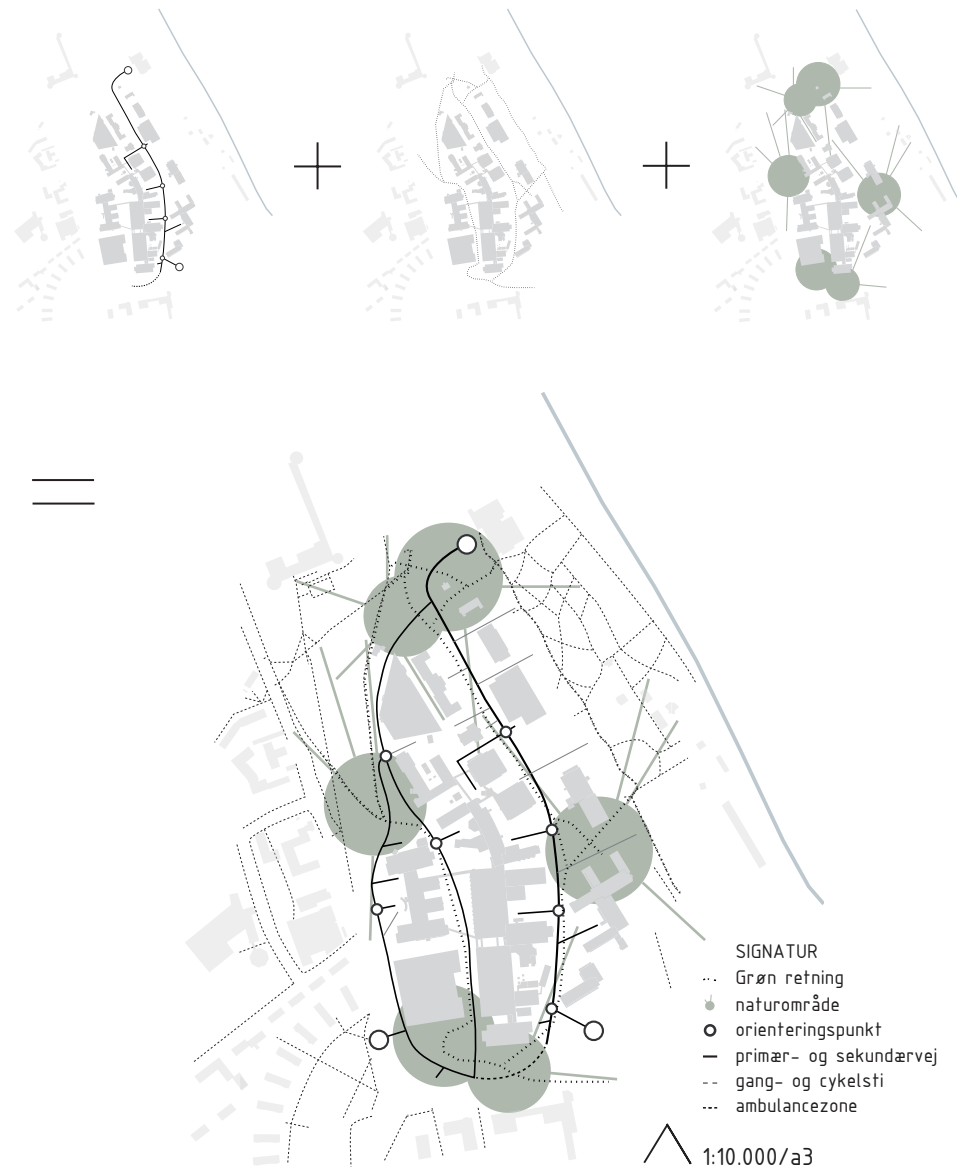 SIGNATUR
Grøn retning
naturområde
orienteringspunkt
primær- og sekundærvej
gang- og cykelsti
ambulancezone
1:10.000/a3